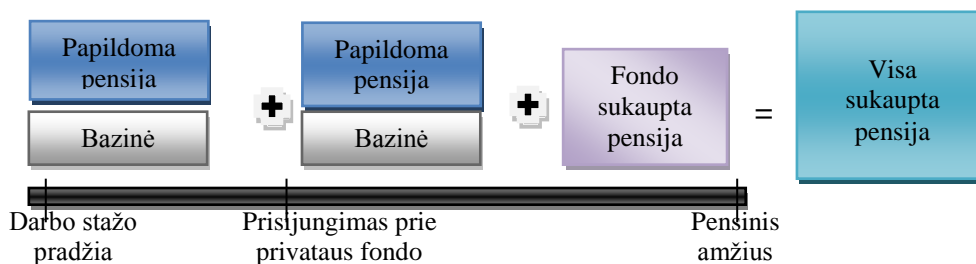 Papildoma
pensija
Bazinė
+
Papildoma
pensija
Bazinė
+
Fondo
sukaupta
pensija
=
Visa
sukaupta
pensija
Darbo stažo
pradžia
Prisijungimas prie
privataus fondo
Pensinis
amžius